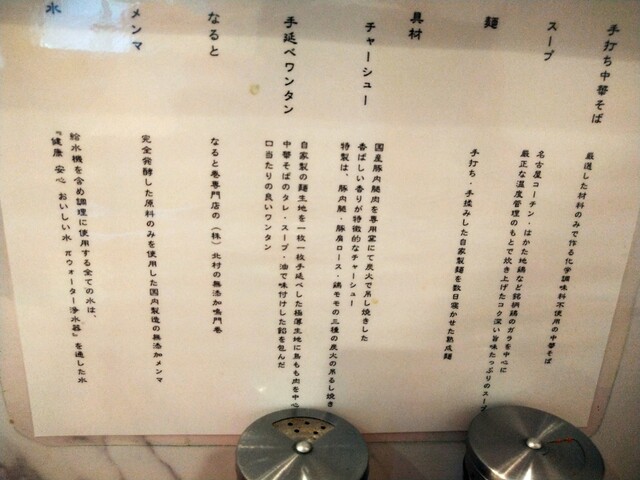 手打ち中華そば
厳選した材料のみで作る化学調味料不使用の中華そば
スープ
名古屋コーチン・はかた地鶏など銘柄鶏のガラを中心に
厳正な温度管理のもとで炊き上げたコク深い旨味たっぷりのスープ
麺
手打ち・手揉みした自家製麺を数日寝かせた熟成麺
具材
チャーシュー
国産豚肉腿肉を専用窯にて炭火で吊し焼きした
香ばしい香りが特徴的なチャーシュー
特製は、豚肉腿・豚肩ロース・鶏モモの三種の炭火の吊るし焼き
手延べワンタン
自家製の麺生地を一枚一枚手延べした極薄生地に鳥もも肉を中心
中華そばのタレ・スープ・油で味付けした餡を包んだ
口当たりの良いワンタン
なると
なると巻専門店の(株)北村の無添加鳴門巻
メンマ
完全発酵した原料のみを使用した国内製造の無添加メンマ
水
給水機を含め調理に使用する全ての水は、
『健康 安心 おいしい水 πウォーター浄水器』を通した水